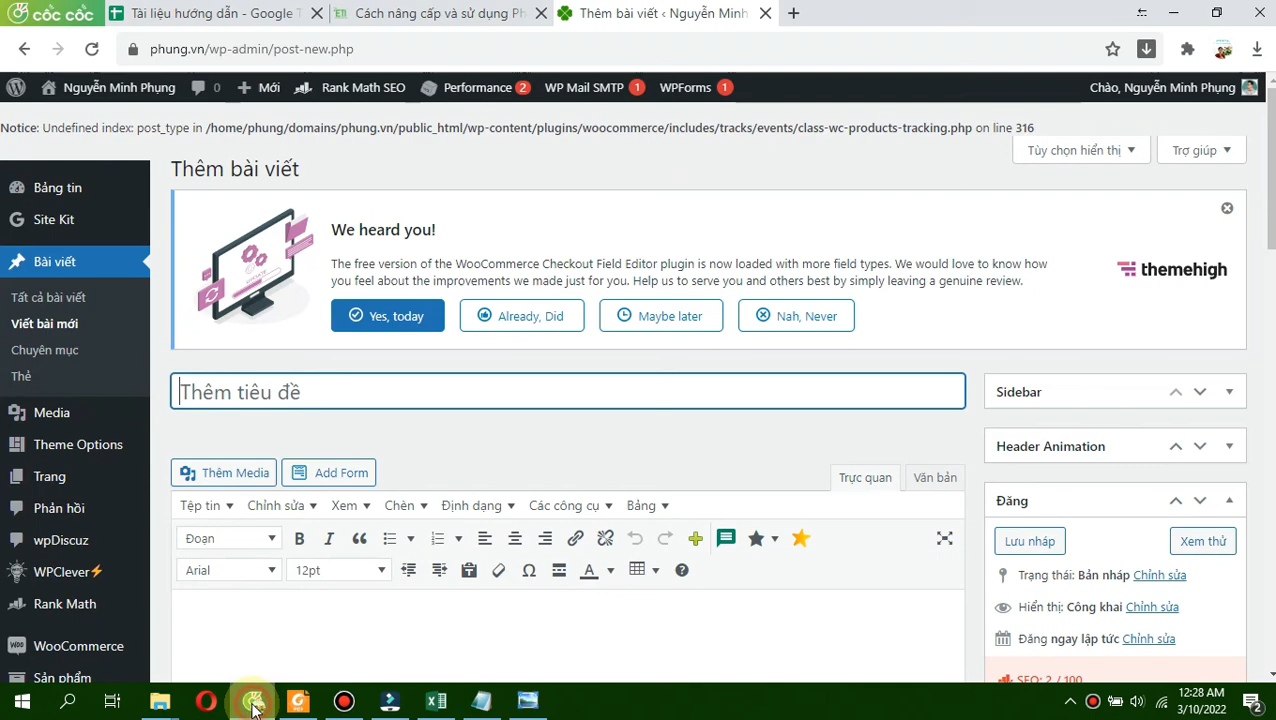 cốc cốc
Tài liệu hướng dẫn - Google T
Cách nâng cấp và sử dụng Ph
Thêm bài viết ‹ Nguyễn Minh
phung.vn/wp-admin/post-new.php
Nguyễn Minh Phụng 0 Mới Rank Math SEO Performance 2 WP Mail SMTP 1 WPForms 1 Chào, Nguyễn Minh Phụng
Notice: Undefined index: post_type in /home/phung/domains/phung.vn/public_html/wp-content/plugins/woocommerce/includes/tracks/events/class-wc-products-tracking.php on line 316
Tùy chọn hiển thị Trợ giúp
Thêm bài viết
Bảng tin
Site Kit
Bài viết
Tất cả bài viết
Viết bài mới
Chuyên mục
Thẻ
Media
Theme Options
Trang
Phản hồi
wpDiscuz
WPClever
Rank Math
WooCommerce
Sản phẩm
We heard you!
The free version of the WooCommerce Checkout Field Editor plugin is now loaded with more field types. We would love to know how
you feel about the improvements we made just for you. Help us to serve you and others best by simply leaving a genuine review.
Yes, today Already, Did Maybe later Nah, Never
themehigh
Thêm tiêu đề
Thêm Media Add Form
Trực quan Văn bản
Tệp tin Chỉnh sửa Xem Chèn Định dạng Các công cụ Bảng
Đoạn
Arial 12pt
Sidebar
Header Animation
Đăng
Lưu nháp Xem thử
Trạng thái: Bản nháp Chỉnh sửa
Hiển thị: Công khai Chỉnh sửa
Đăng ngay lập tức Chỉnh sửa
SEO: 2 / 100
12:28 AM
3/10/2022
2